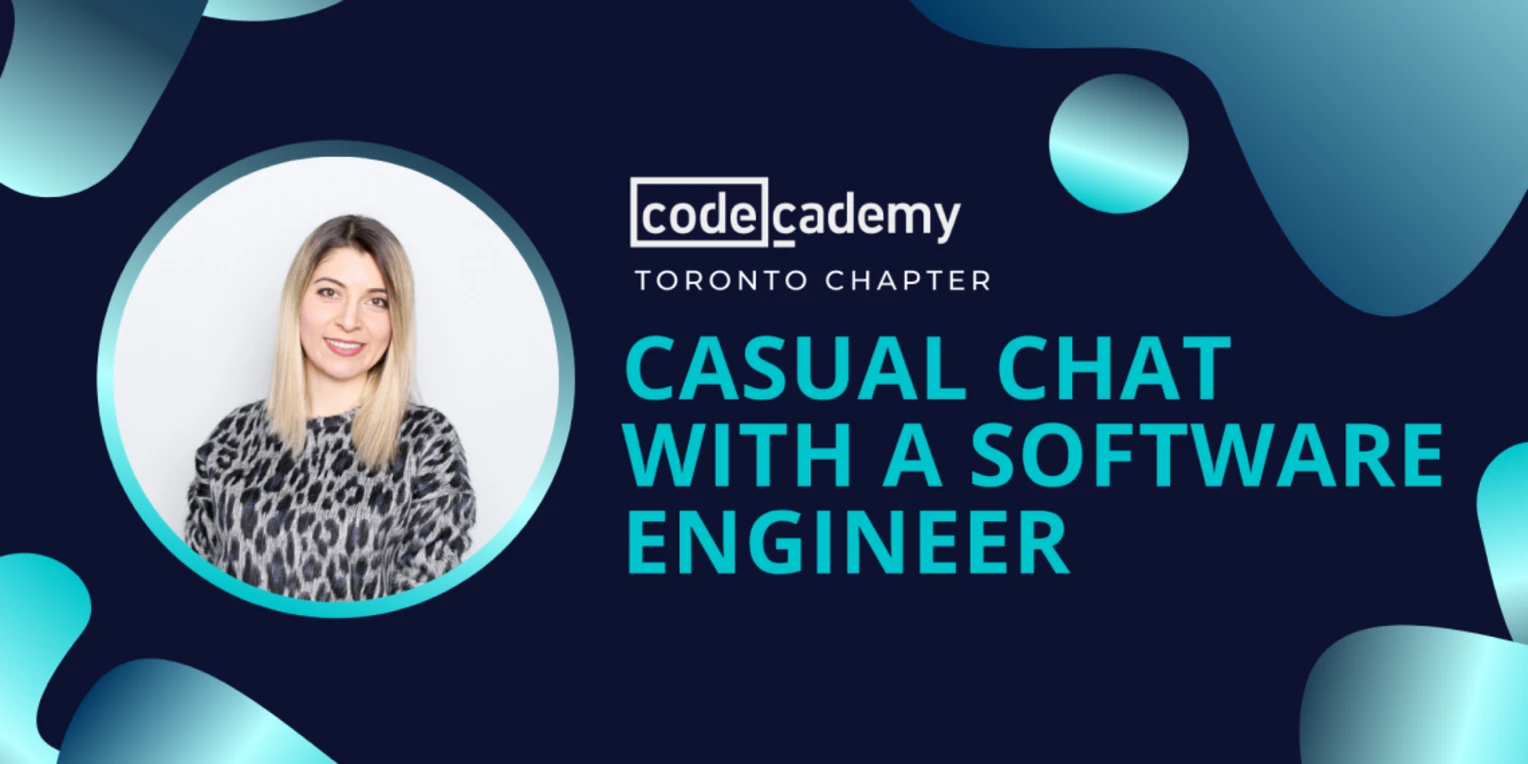 codecademy
TORONTO CHAPTER
CASUAL CHAT
WITH A SOFTWARE
ENGINEER